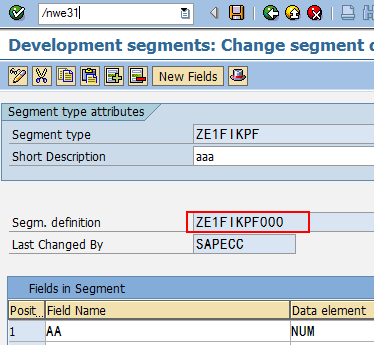 /nwe31
Development segments: Change segment
New Fields
Segment type attributes
Segment type ZE1FIKPF
Short Description aaa
Segm. definition ZE1FIKPF000
Last Changed By SAPECC
Fields in Segment
Posit... Field Name Data element
1 AA NUM